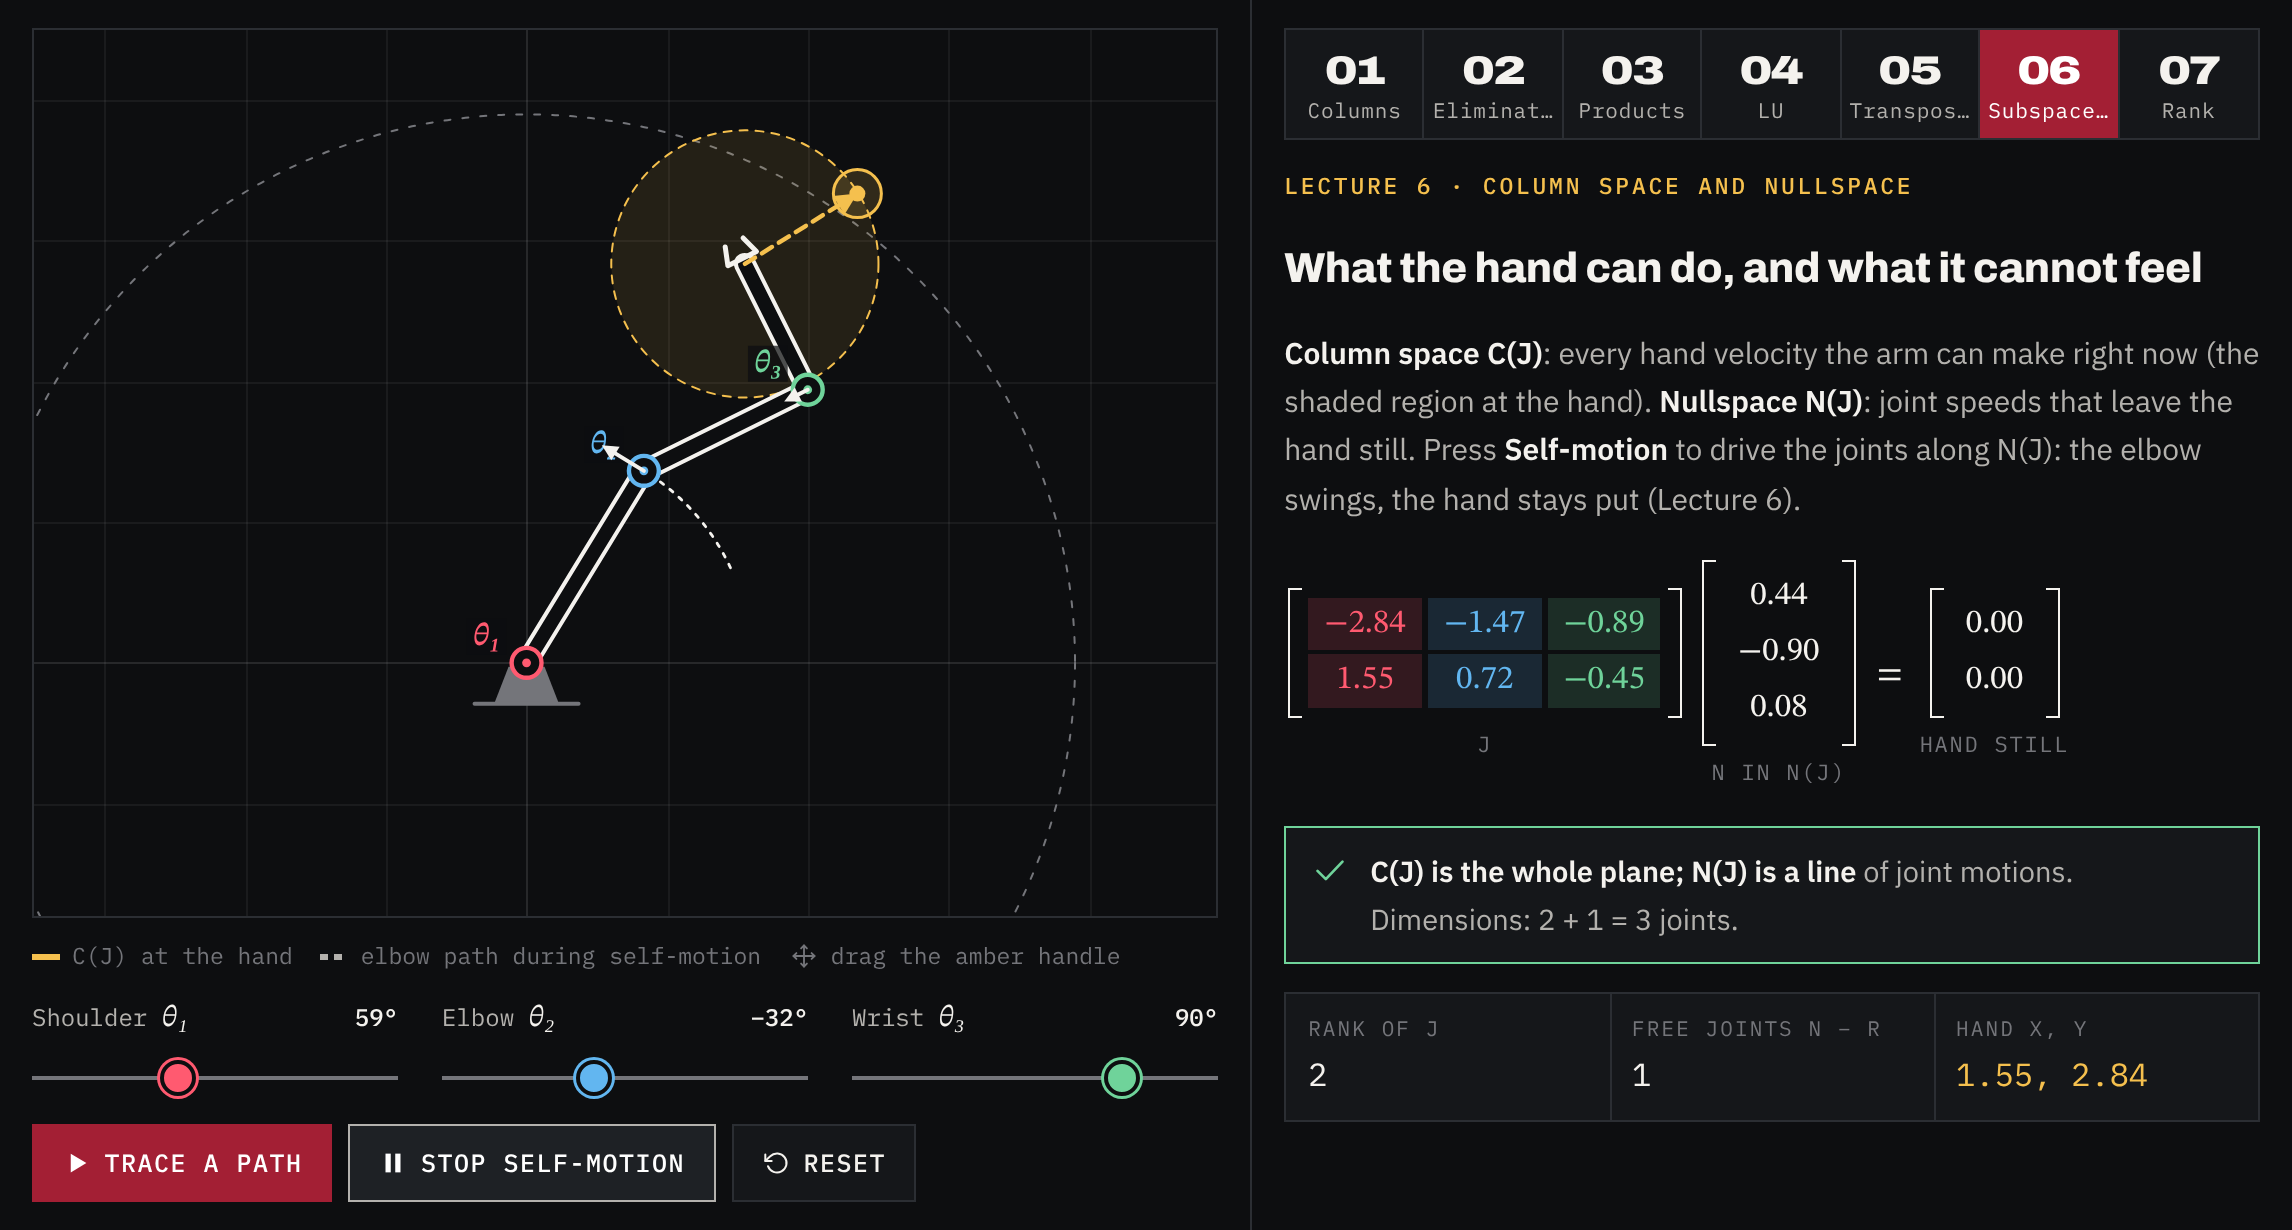 01 02 03 04 05 06 07
Columns Eliminat… Products LU Transpos… Subspace… Rank
LECTURE 6 · COLUMN SPACE AND NULLSPACE
What the hand can do, and what it cannot feel
Column space C(J): every hand velocity the arm can make right now (the
shaded region at the hand). Nullspace N(J): joint speeds that leave the
hand still. Press Self-motion to drive the joints along N(J): the elbow
swings, the hand stays put (Lecture 6).
−2.84 −1.47 −0.89
1.55 0.72 −0.45
J
0.44
−0.90
0.08
N IN N(J)
=
0.00
0.00
HAND STILL
C(J) is the whole plane; N(J) is a line of joint motions.
Dimensions: 2 + 1 = 3 joints.
RANK OF J
2
FREE JOINTS N − R
1
HAND X, Y
1.55, 2.84
θ3
θ
θ1
C(J) at the hand
elbow path during self-motion
drag the amber handle
Shoulder θ1 59°
Elbow θ2 −32°
Wrist θ3 90°
TRACE A PATH
STOP SELF-MOTION
RESET